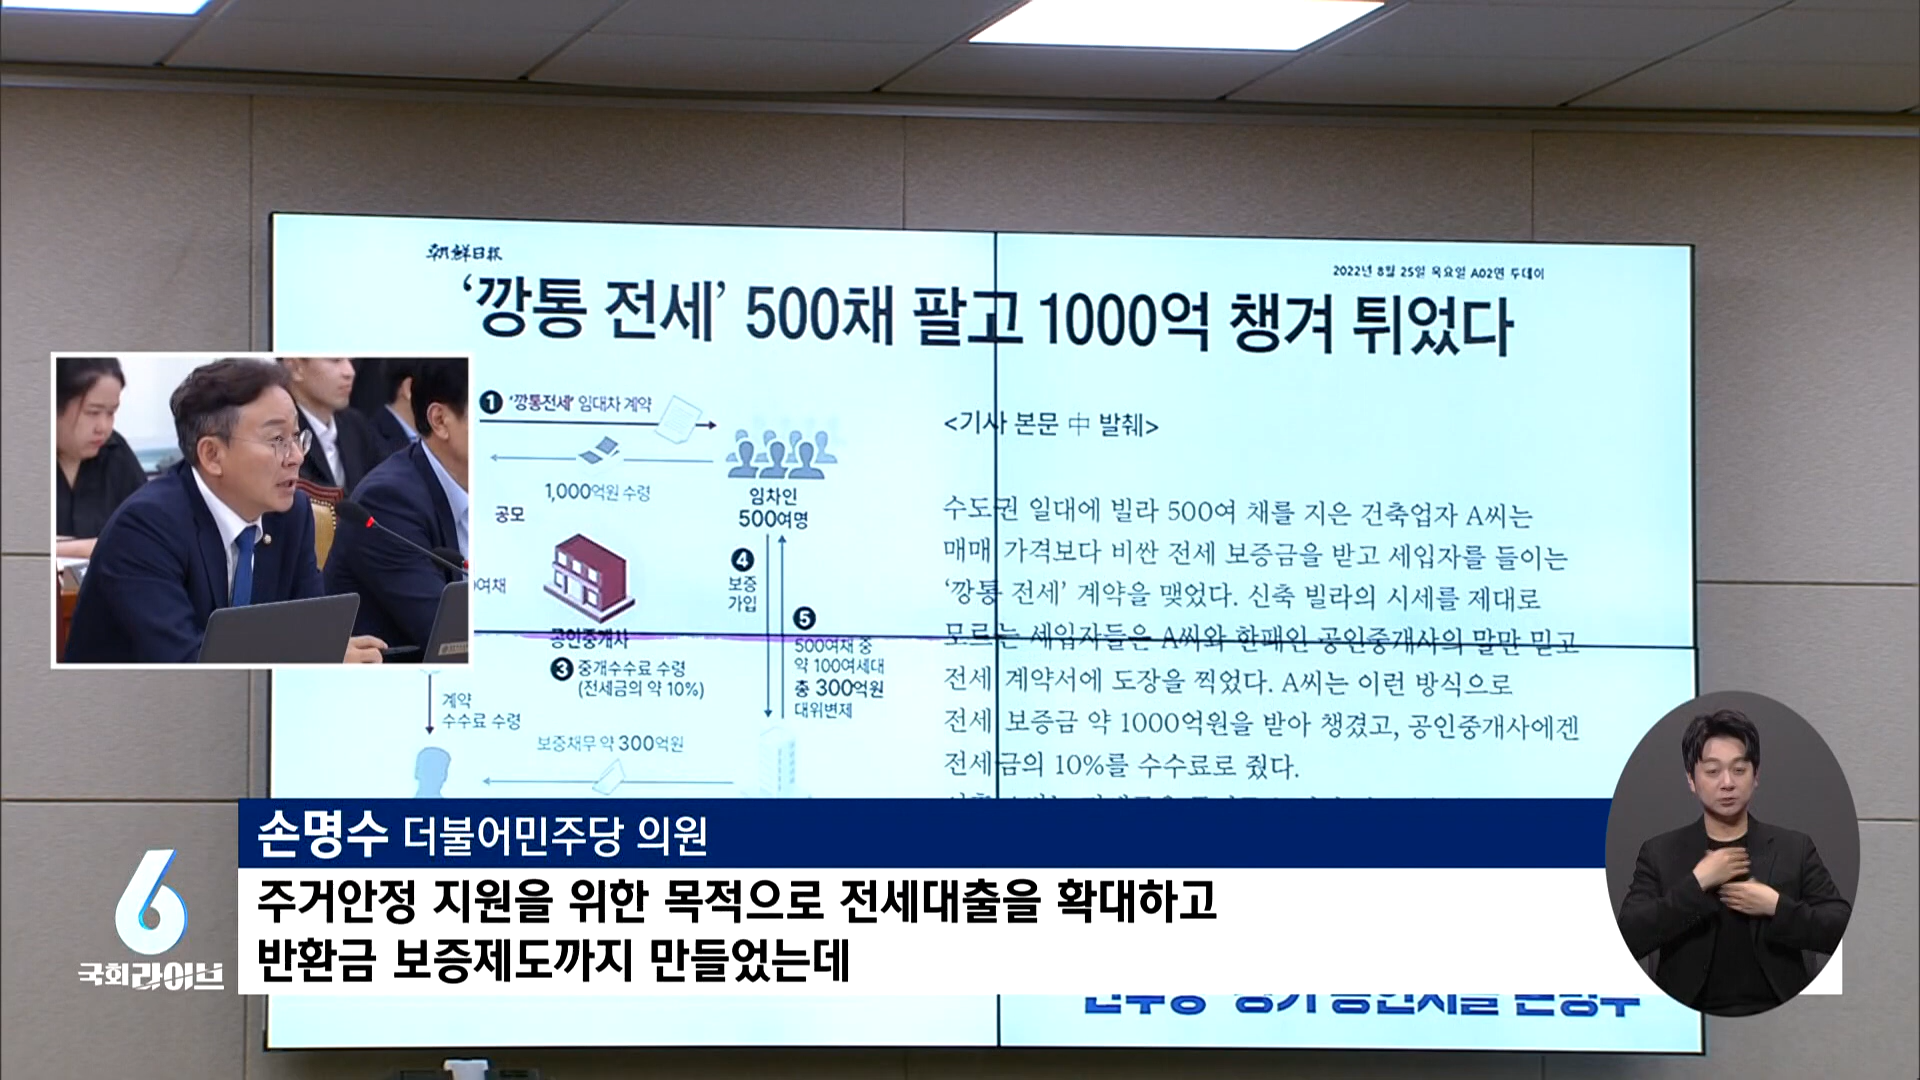 朝鮮日報
2022년 8월 25일 목요일 A02면 투데이
‘깡통 전세’ 500채 팔고 1000억 챙겨 튀었다
1 ‘깡통전세’ 임대차 계약
1,000억원 수령
공모
임차인
500여명
여채
4
보증
가입
5
500여채 중
약 100여세대
총 300억원
대위변제
공인중개사
3 중개수수료 수령
(전세금의 약 10%)
계약
수수료 수령
보증채무 약 300억원
<기사 본문 中 발췌>
수도권 일대에 빌라 500여 채를 지은 건축업자 A씨는
매매 가격보다 비싼 전세 보증금을 받고 세입자를 들이는
‘깡통 전세’ 계약을 맺었다. 신축 빌라의 시세를 제대로
모르는 세입자들은 A씨와 한패인 공인중개사의 말만 믿고
전세 계약서에 도장을 찍었다. A씨는 이런 방식으로
전세 보증금 약 1000억원을 받아 챙겼고, 공인중개사에겐
전세금의 10%를 수수료로 줬다.
손명수 더불어민주당 의원
주거안정 지원을 위한 목적으로 전세대출을 확대하고
반환금 보증제도까지 만들었는데
6
국회라이브